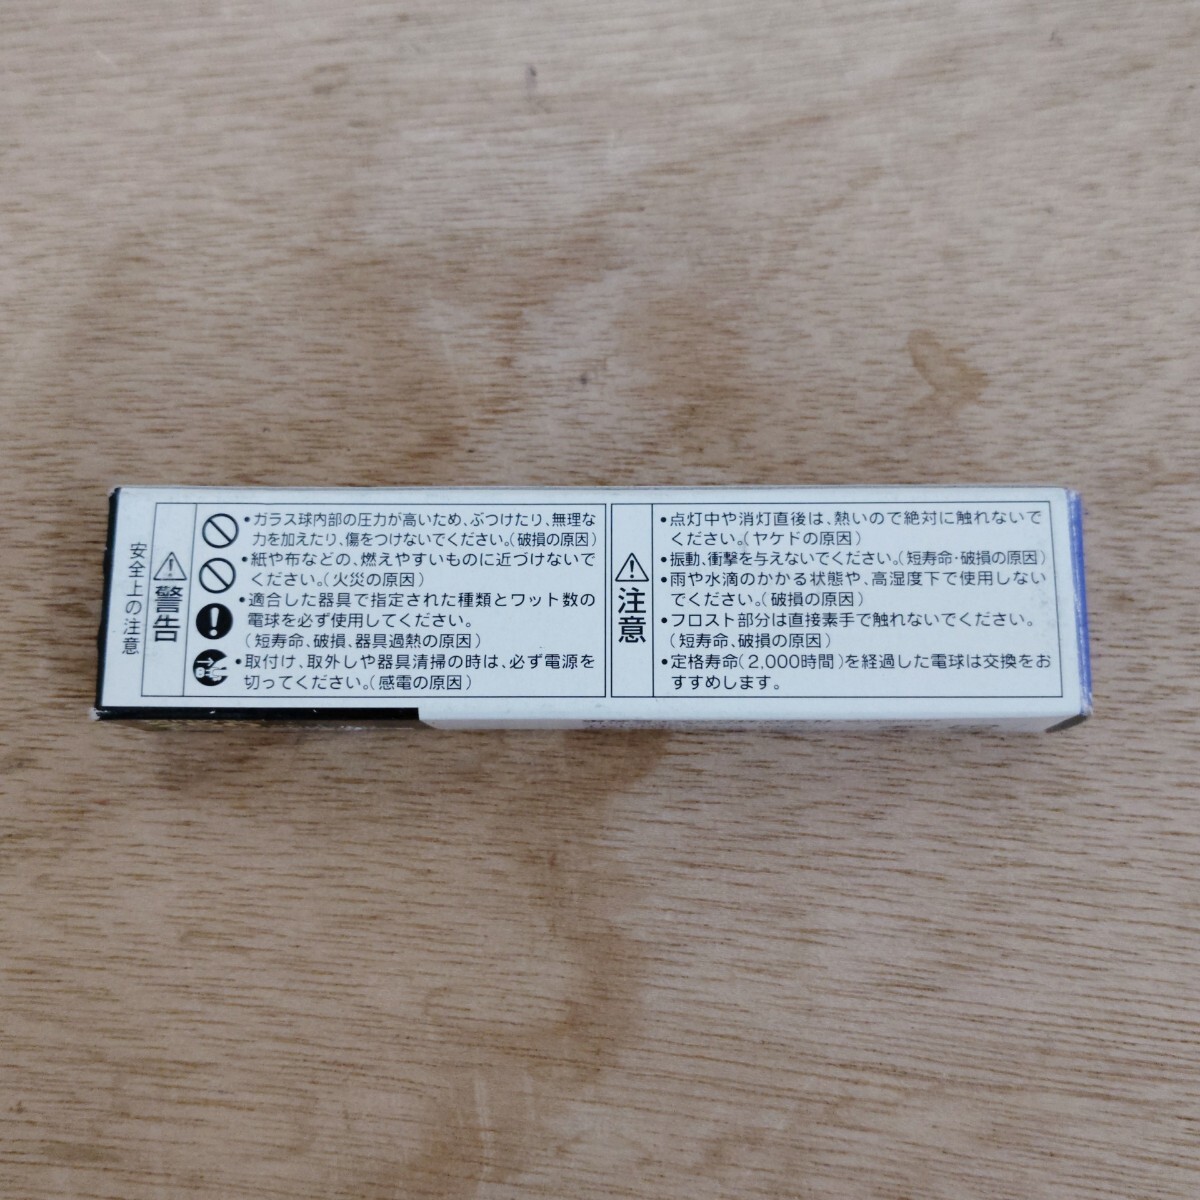 安全上の注意
警告
•ガラス球内部の圧力が高いため、ぶつけたり、無理な
力を加えたり、傷をつけないでください。(破損の原因)
•紙や布などの、燃えやすいものに近づけないで
ください。(火災の原因)
•適合した器具で指定された種類とワット数の
電球を必ず使用してください。
(短寿命、破損、器具過熱の原因)
•取付け、取外しや器具清掃の時は、必ず電源を
切ってください。(感電の原因)
注意
•点灯中や消灯直後は、熱いので絶対に触れないで
ください。(ヤケドの原因)
•振動、衝撃を与えないでください。(短寿命・破損の原因)
•雨や水滴のかかる状態や、高湿度下で使用しない
でください。(破損の原因)
•フロスト部分は直接素手で触れないでください。
(短寿命、破損の原因)
•定格寿命(2,000時間)を経過した電球は交換をお
すすめします。